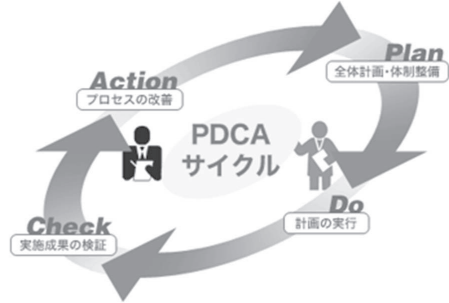 Plan
全体計画・体制整備
Action
プロセスの改善
PDCA
サイクル
Do
計画の実行
Check
実施成果の検証